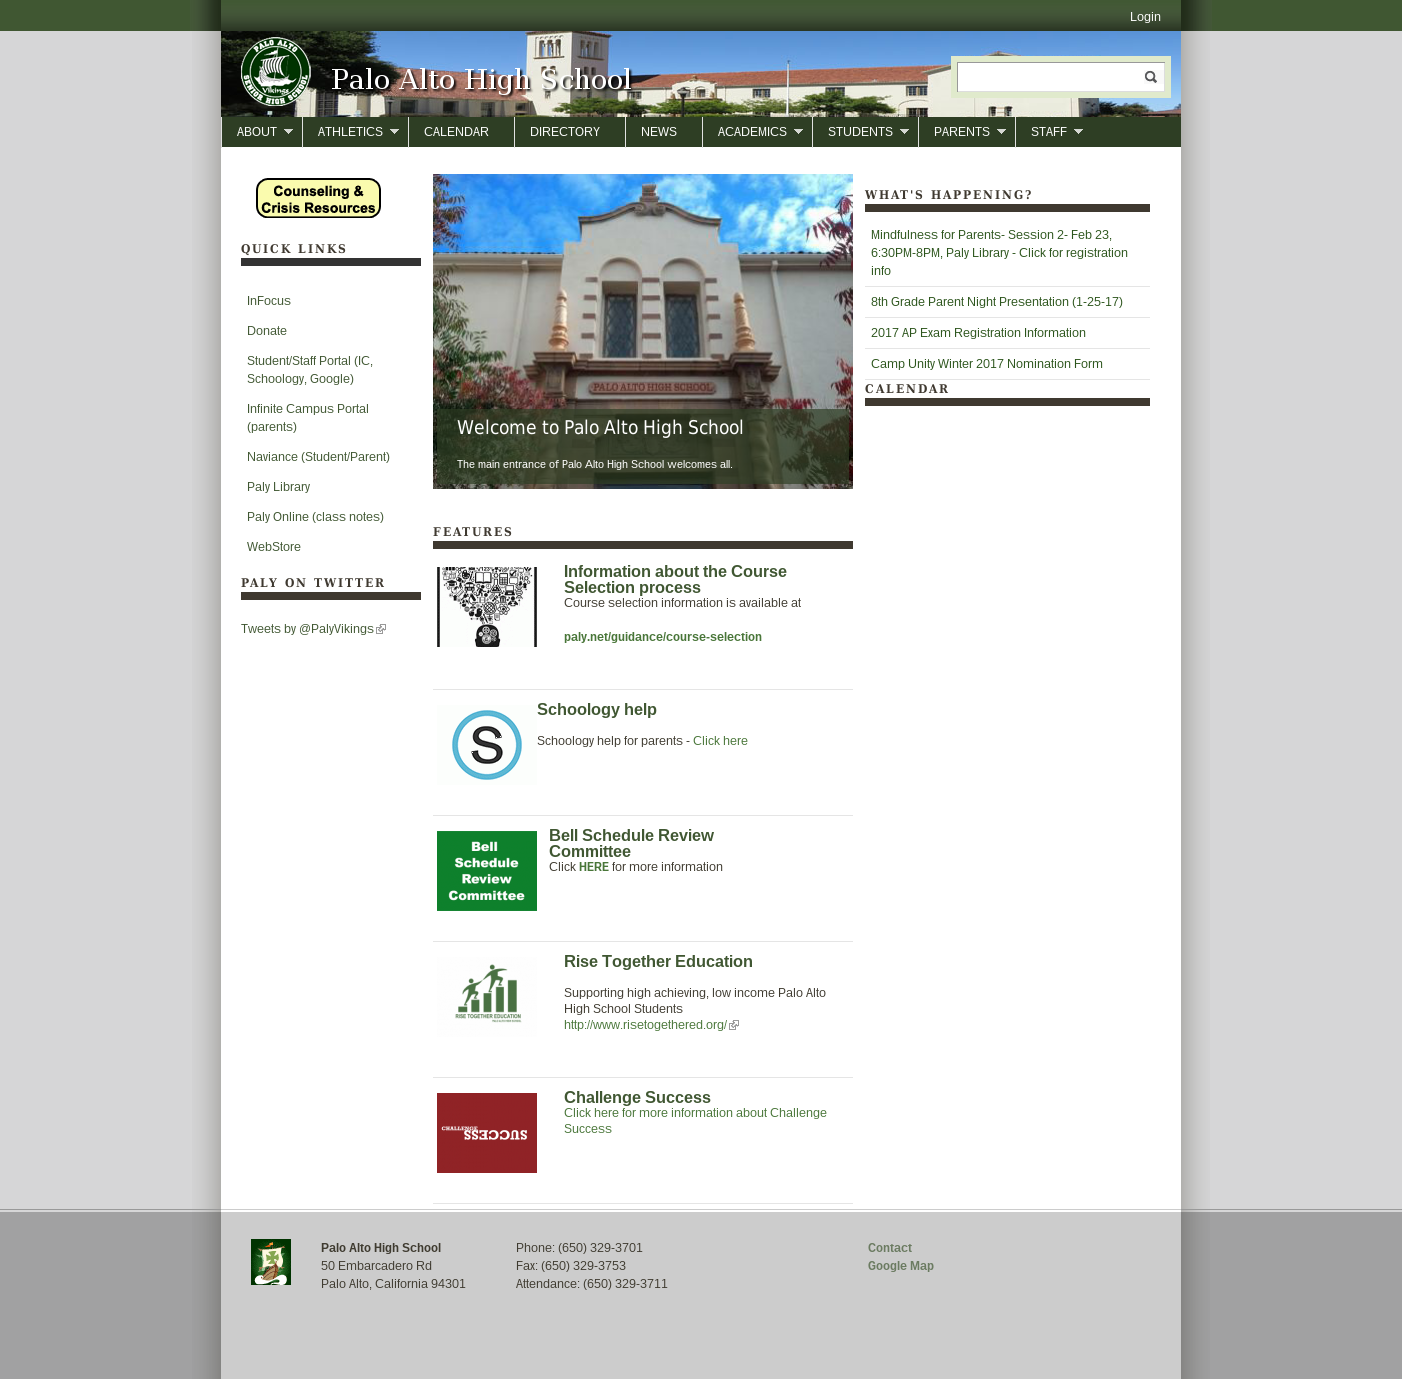 Login
PALO ALTO
Vikings
SENIOR HIGH SCHOOL
Palo Alto High School
ABOUT
ATHLETICS
CALENDAR
DIRECTORY
NEWS
ACADEMICS
STUDENTS
PARENTS
STAFF
Counseling &
Crisis Resources
QUICK LINKS
InFocus
Donate
Student/Staff Portal (IC,
Schoology, Google)
Infinite Campus Portal
(parents)
Naviance (Student/Parent)
Paly Library
Paly Online (class notes)
WebStore
PALY ON TWITTER
Tweets by @PalyVikings
PALO ALTO HIGH SCHOOL
Welcome to Palo Alto High School
The main entrance of Palo Alto High School welcomes all.
FEATURES
Information about the Course
Selection process
Course selection information is available at
paly.net/guidance/course-selection
S
Schoology help
Schoology help for parents - Click here
Bell
Schedule
Review
Committee
Bell Schedule Review
Committee
Click HERE for more information
RISE TOGETHER EDUCATION
Rise Together Education
Supporting high achieving, low income Palo Alto
High School Students
http://www.risetogethered.org/
CHALLENGE
SUCCESS
Challenge Success
Click here for more information about Challenge
Success
WHAT'S HAPPENING?
Mindfulness for Parents- Session 2- Feb 23,
6:30PM-8PM, Paly Library - Click for registration
info
8th Grade Parent Night Presentation (1-25-17)
2017 AP Exam Registration Information
Camp Unity Winter 2017 Nomination Form
CALENDAR
Palo Alto High School
50 Embarcadero Rd
Palo Alto, California 94301
Phone: (650) 329-3701
Fax: (650) 329-3753
Attendance: (650) 329-3711
Contact
Google Map